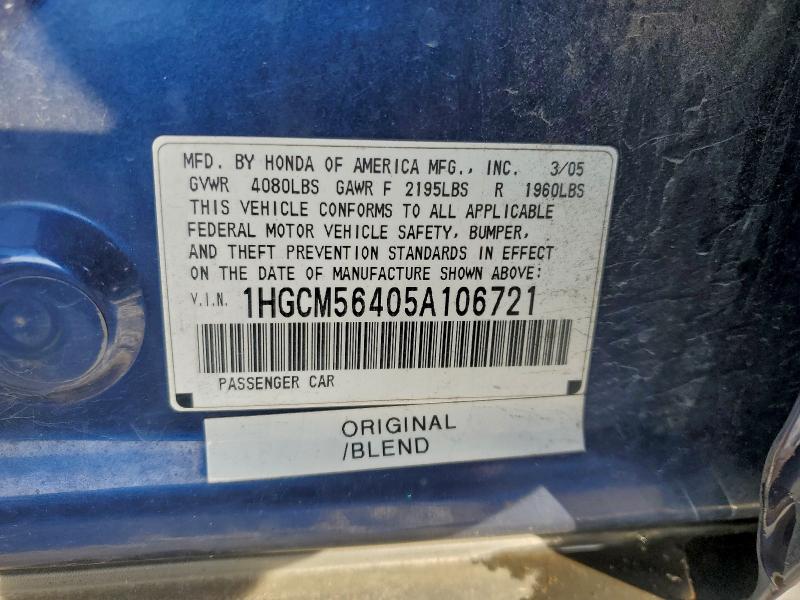 MFD. BY HONDA OF AMERICA MFG., INC. 3/05
GVWR 4080LBS GAWR F 2195LBS R 1960LBS
THIS VEHICLE CONFORMS TO ALL APPLICABLE
FEDERAL MOTOR VEHICLE SAFETY, BUMPER,
AND THEFT PREVENTION STANDARDS IN EFFECT
ON THE DATE OF MANUFACTURE SHOWN ABOVE:
V.I.N. 1HGCM56405A106721
PASSENGER CAR
ORIGINAL
/BLEND